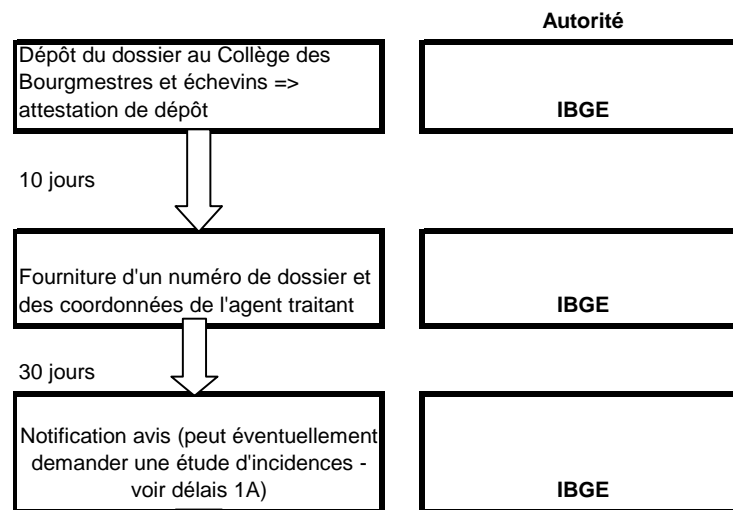 Autorité
Dépôt du dossier au Collège des
Bourgmestres et échevins =>
attestation de dépôt
IBGE
10 jours
Fourniture d'un numéro de dossier et
des coordonnées de l'agent traitant
IBGE
30 jours
Notification avis (peut éventuellement
demander une étude d'incidences -
voir délais 1A)
IBGE